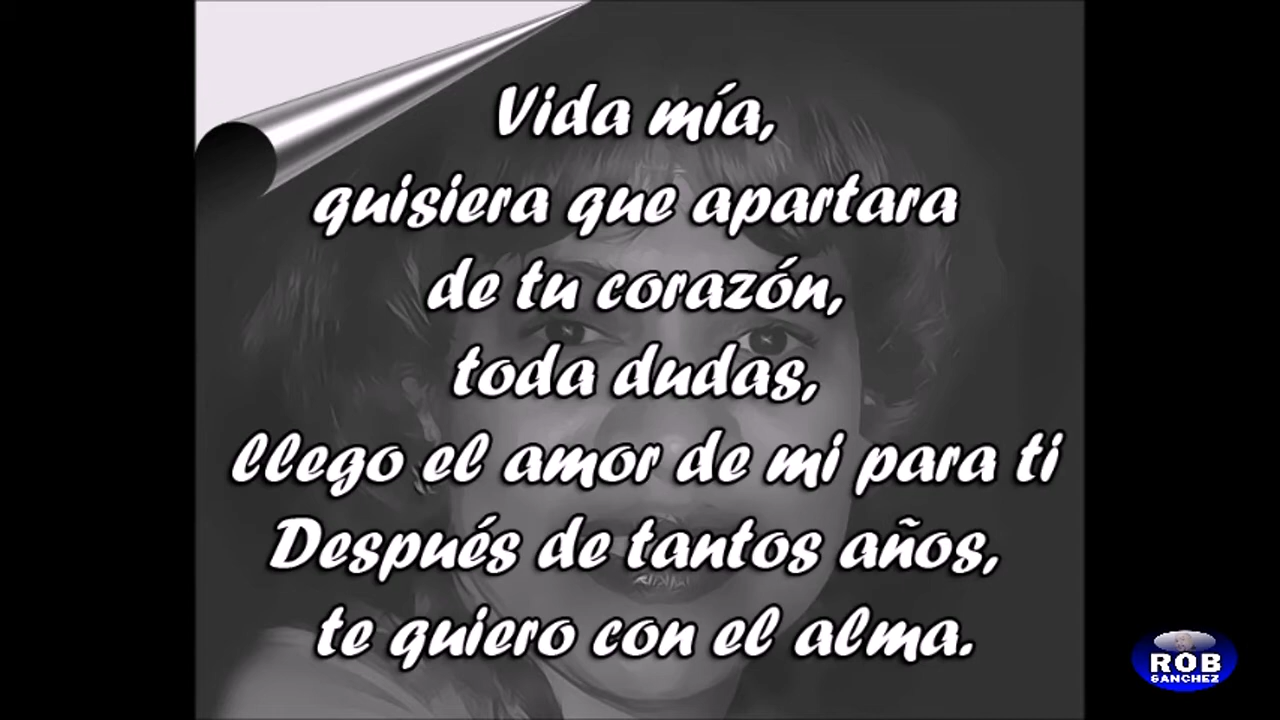 Vida mía,
quisiera que apartara
de tu corazón,
toda dudas,
llego el amor de mi para ti
Después de tantos años,
te quiero con el alma.
ROB
SANCHEZ